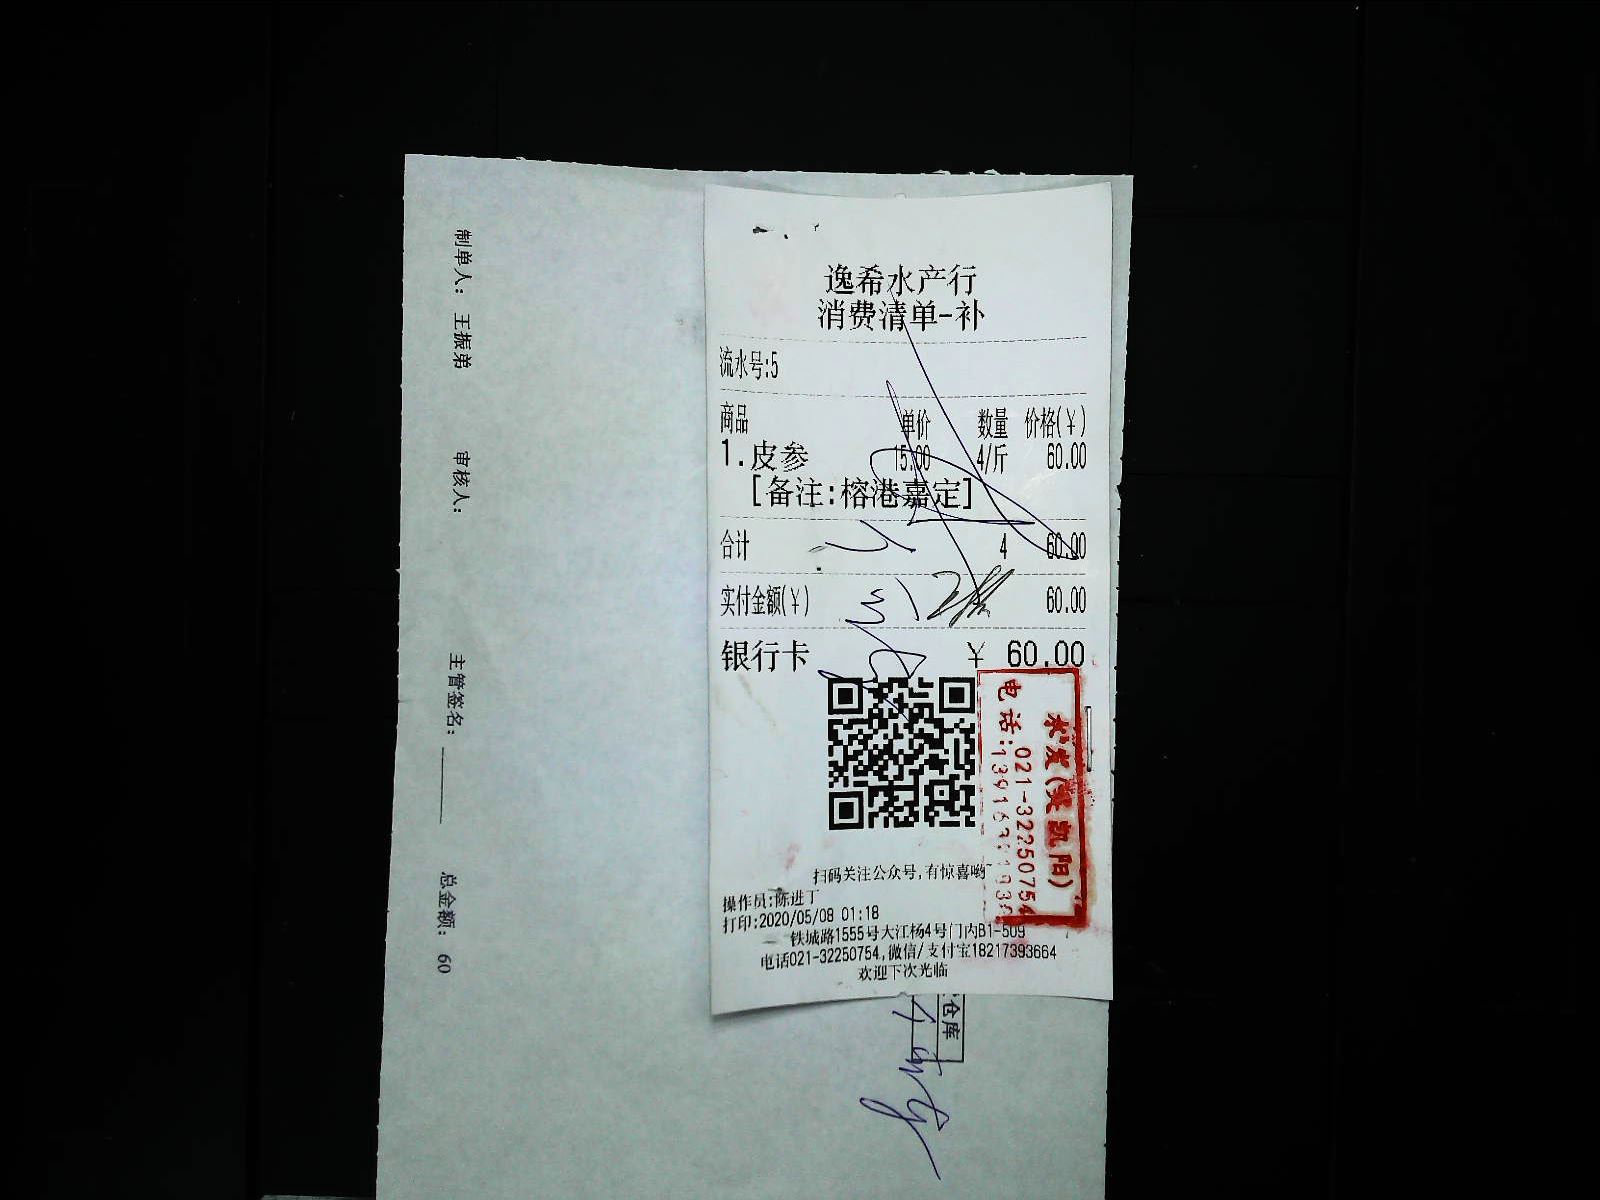 逸希水产行
消费清单-补
流水号:5
商品 单价 数量 价格(¥)
1.皮参 15.00 4/斤 60.00
[备注:榕港嘉定]
合计 4 60.00
实付金额(¥) 60.00
银行卡 ¥ 60.00
扫码关注公众号,有惊喜哟~
操作员:陈进丁
打印:2020/05/08 01:18
铁城路1555号大江杨4号门内B1-509
电话021-32250754,微信/支付宝18217393664
欢迎下次光临
凯阳)
电话:021-32250754
仓库
制单人: 王振弟 审核人: 主管签名: 总金额: 60